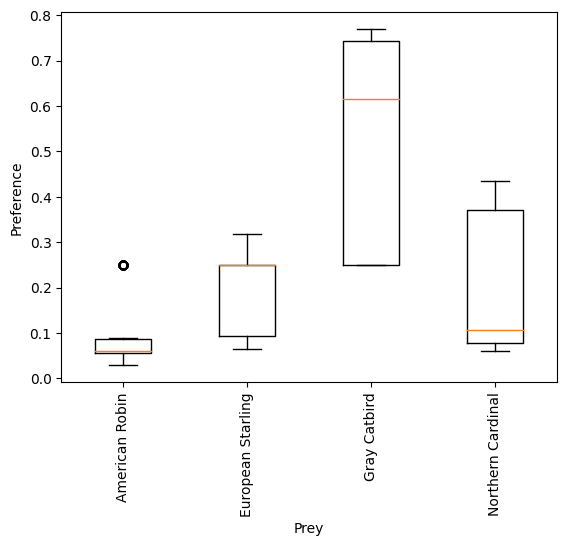 0.8
0.7
0.6
0.5
0.4
0.3
0.2
0.1
0.0
Preference
American Robin
European Starling
Gray Catbird
Northern Cardinal
Prey